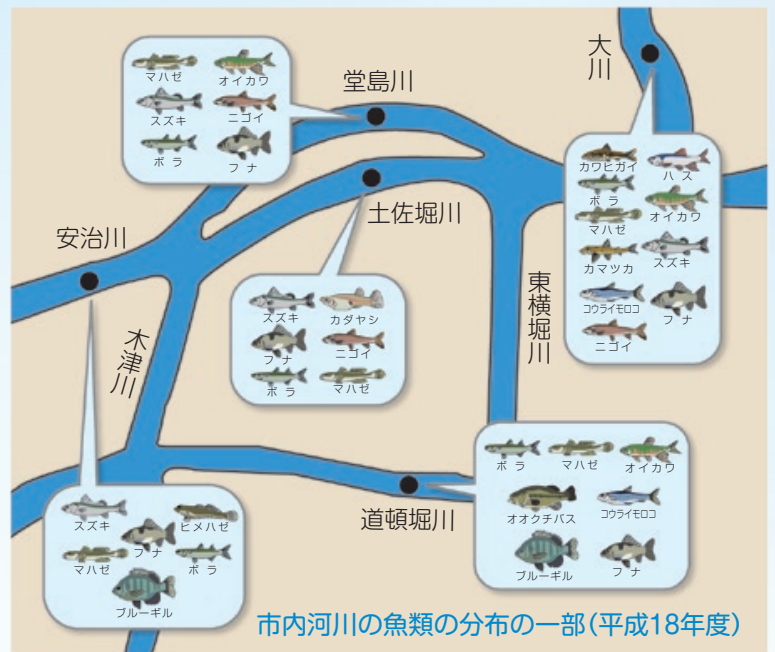 大川
堂島川
マハゼ
オイカワ
スズキ
ニゴイ
ボラ
フナ
カワヒガイ
ハス
ボラ
オイカワ
マハゼ
カマツカ
スズキ
コウライモロコ
フナ
ニゴイ
土佐堀川
安治川
スズキ
カダヤシ
フナ
ニゴイ
ボラ
マハゼ
東横堀川
木津川
ボラ
マハゼ
オイカワ
オオクチバス
コウライモロコ
ブルーギル
フナ
道頓堀川
スズキ
ヒメハゼ
フナ
マハゼ
ボラ
ブルーギル
市内河川の魚類の分布の一部(平成18年度)